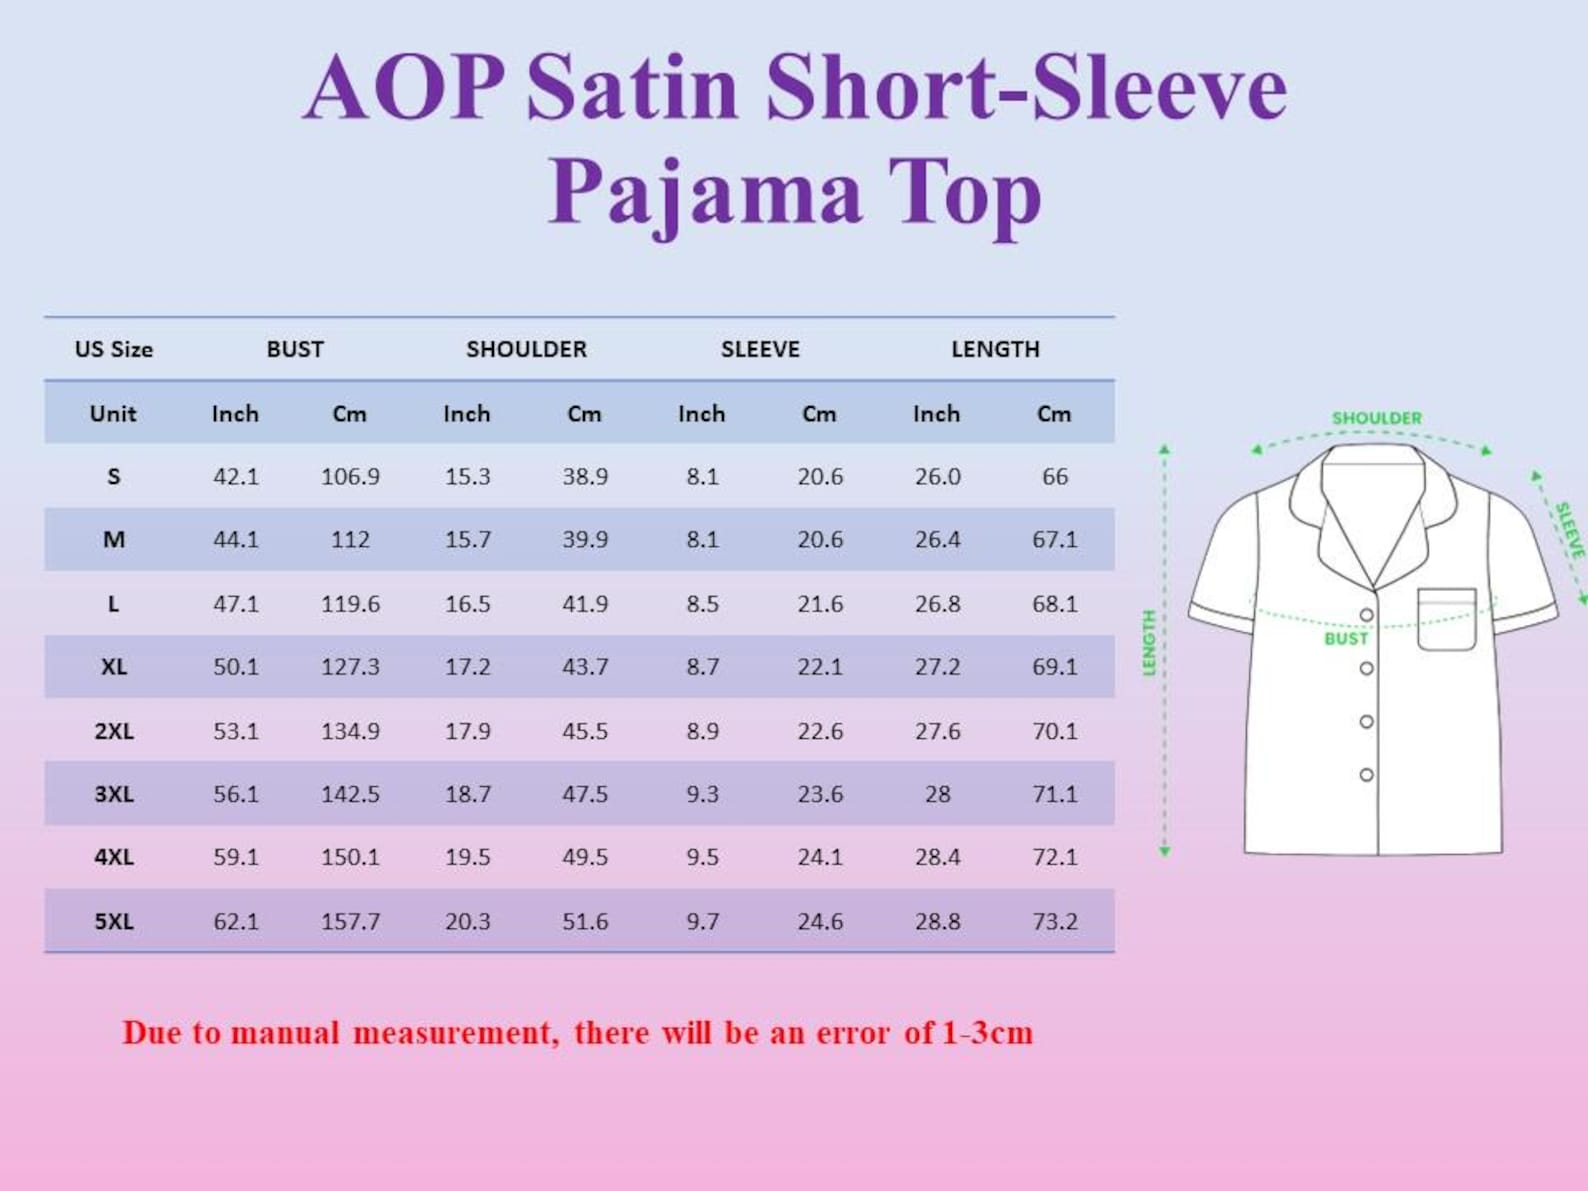 AOP Satin Short-Sleeve
Pajama Top
US Size BUST SHOULDER SLEEVE LENGTH
Unit Inch Cm Inch Cm Inch Cm Inch Cm
S 42.1 106.9 15.3 38.9 8.1 20.6 26.0 66
M 44.1 112 15.7 39.9 8.1 20.6 26.4 67.1
L 47.1 119.6 16.5 41.9 8.5 21.6 26.8 68.1
XL 50.1 127.3 17.2 43.7 8.7 22.1 27.2 69.1
2XL 53.1 134.9 17.9 45.5 8.9 22.6 27.6 70.1
3XL 56.1 142.5 18.7 47.5 9.3 23.6 28 71.1
4XL 59.1 150.1 19.5 49.5 9.5 24.1 28.4 72.1
5XL 62.1 157.7 20.3 51.6 9.7 24.6 28.8 73.2
SHOULDER
SLEEVE
BUST
LENGTH
Due to manual measurement, there will be an error of 1-3cm